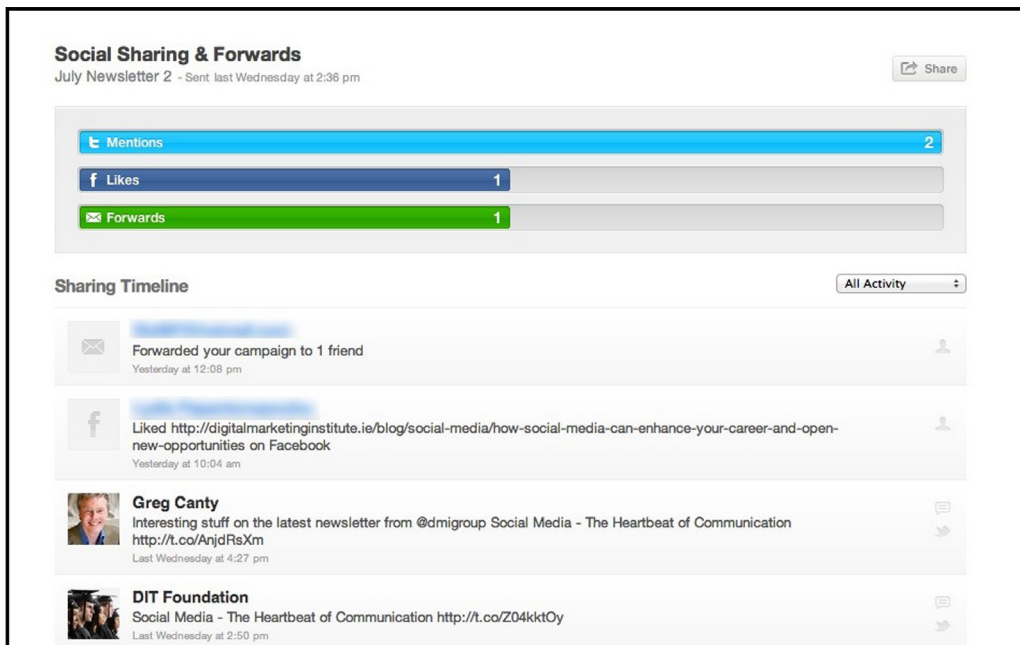 Social Sharing & Forwards
July Newsletter 2 - Sent last Wednesday at 2:36 pm
Share
Mentions 2
f Likes 1
Forwards 1
Sharing Timeline
All Activity
Forwarded your campaign to 1 friend
Yesterday at 12:08 pm
f
Liked http://digitalmarketinginstitute.ie/blog/social-media/how-social-media-can-enhance-your-career-and-open-
new-opportunities on Facebook
Yesterday at 10:04 am
Greg Canty
Interesting stuff on the latest newsletter from @dmigroup Social Media - The Heartbeat of Communication
http://t.co/AnjdRsXm
Last Wednesday at 4:27 pm
DIT Foundation
Social Media - The Heartbeat of Communication http://t.co/Z04kktOy
Last Wednesday at 2:50 pm